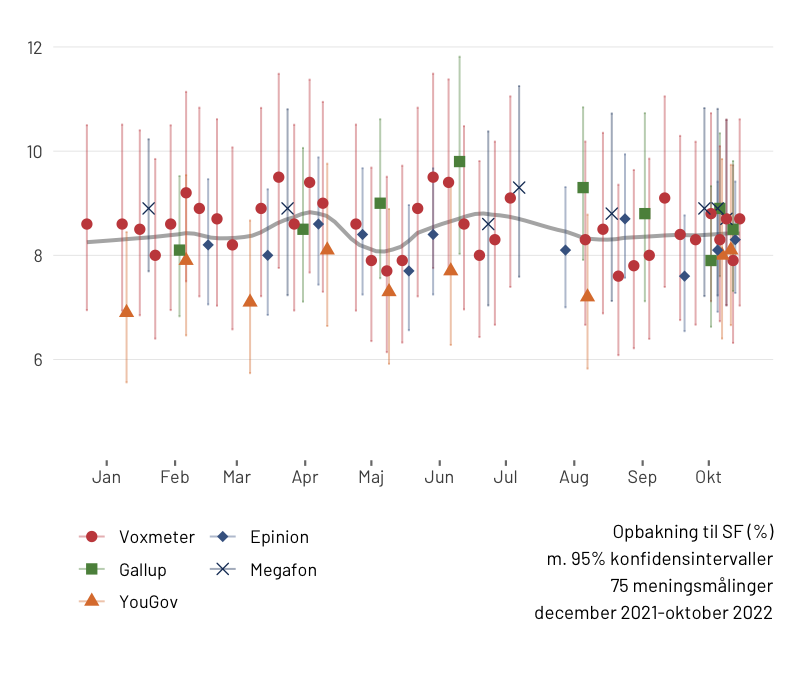 12
10
8
6
Jan Feb Mar Apr Maj Jun Jul Aug Sep Okt
Voxmeter Epinion
Gallup Megafon
YouGov
Opbakning til SF (%)
m. 95% konfidensintervaller
75 meningsmålinger
december 2021-oktober 2022